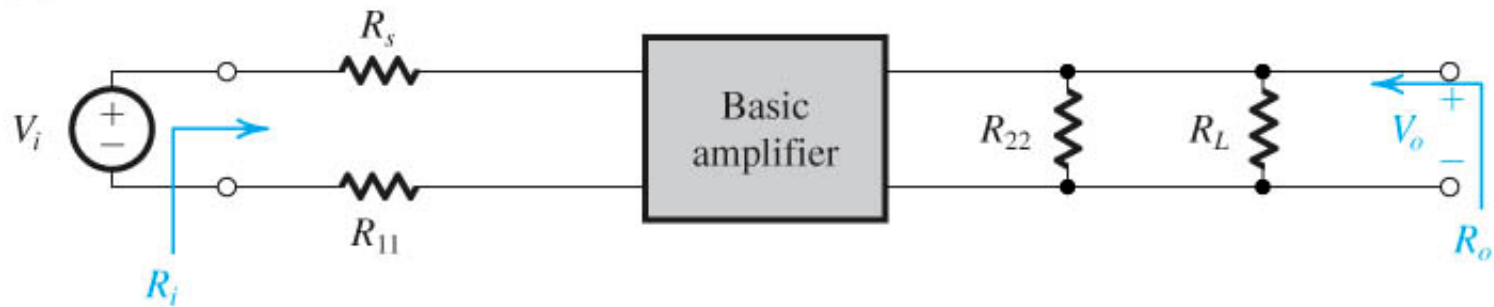 R_s
+
−
V_i
Basic
amplifier
R_22
R_L
+
V_o
−
R_11
R_i
R_o